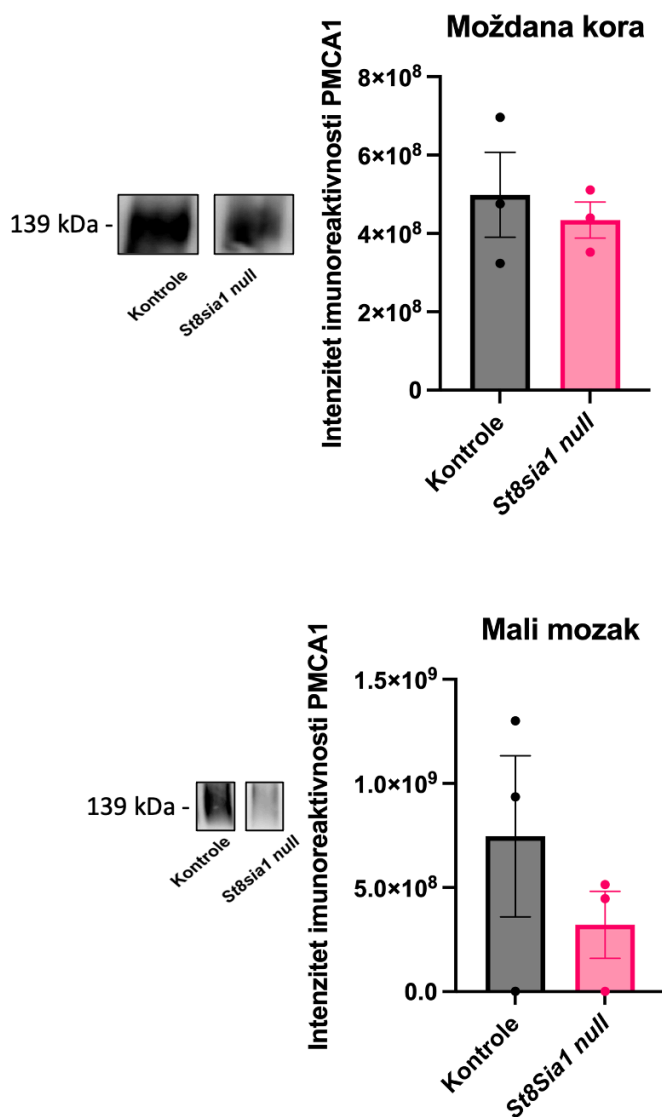 Moždana kora
Intenzitet imunoreaktivnosti PMCA1
8×10⁸
6×10⁸
4×10⁸
2×10⁸
0
139 kDa -
Kontrole
St8sia1 null
Kontrole
St8sia1 null
Mali mozak
Intenzitet imunoreaktivnosti PMCA1
1.5×10⁹
1.0×10⁹
5.0×10⁸
0.0
139 kDa -
Kontrole
St8sia1 null
Kontrole
St8Sia1 null